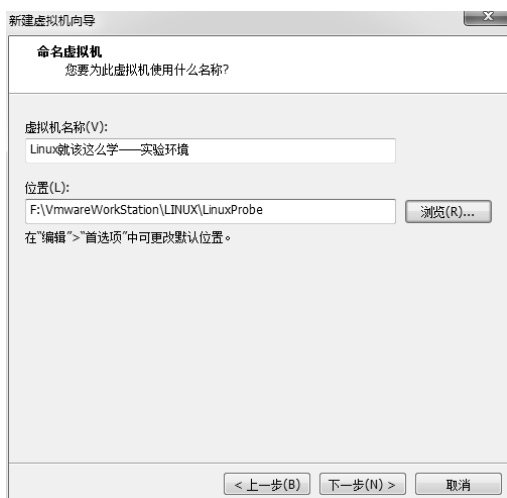 新建虚拟机向导
命名虚拟机
您要为此虚拟机使用什么名称?
虚拟机名称(V):
Linux就该这么学——实验环境
位置(L):
F:\VmwareWorkStation\LINUX\LinuxProbe
浏览(R)...
在"编辑">"首选项"中可更改默认位置。
< 上一步(B)
下一步(N) >
取消